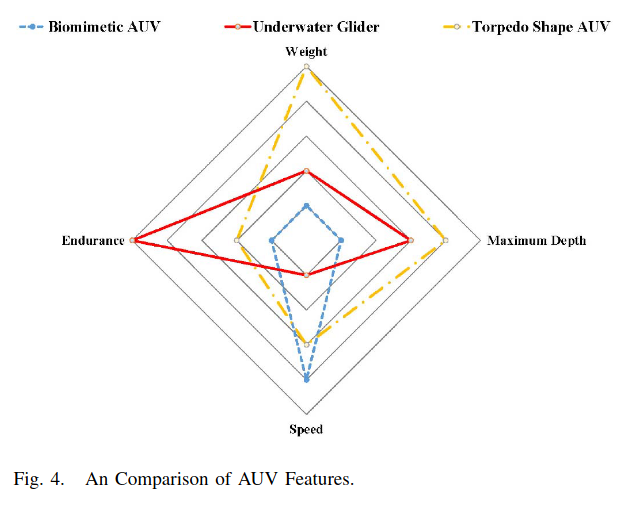 Biomimetic AUV Underwater Glider Torpedo Shape AUV
Weight
Endurance Maximum Depth
Speed
Fig. 4. An Comparison of AUV Features.